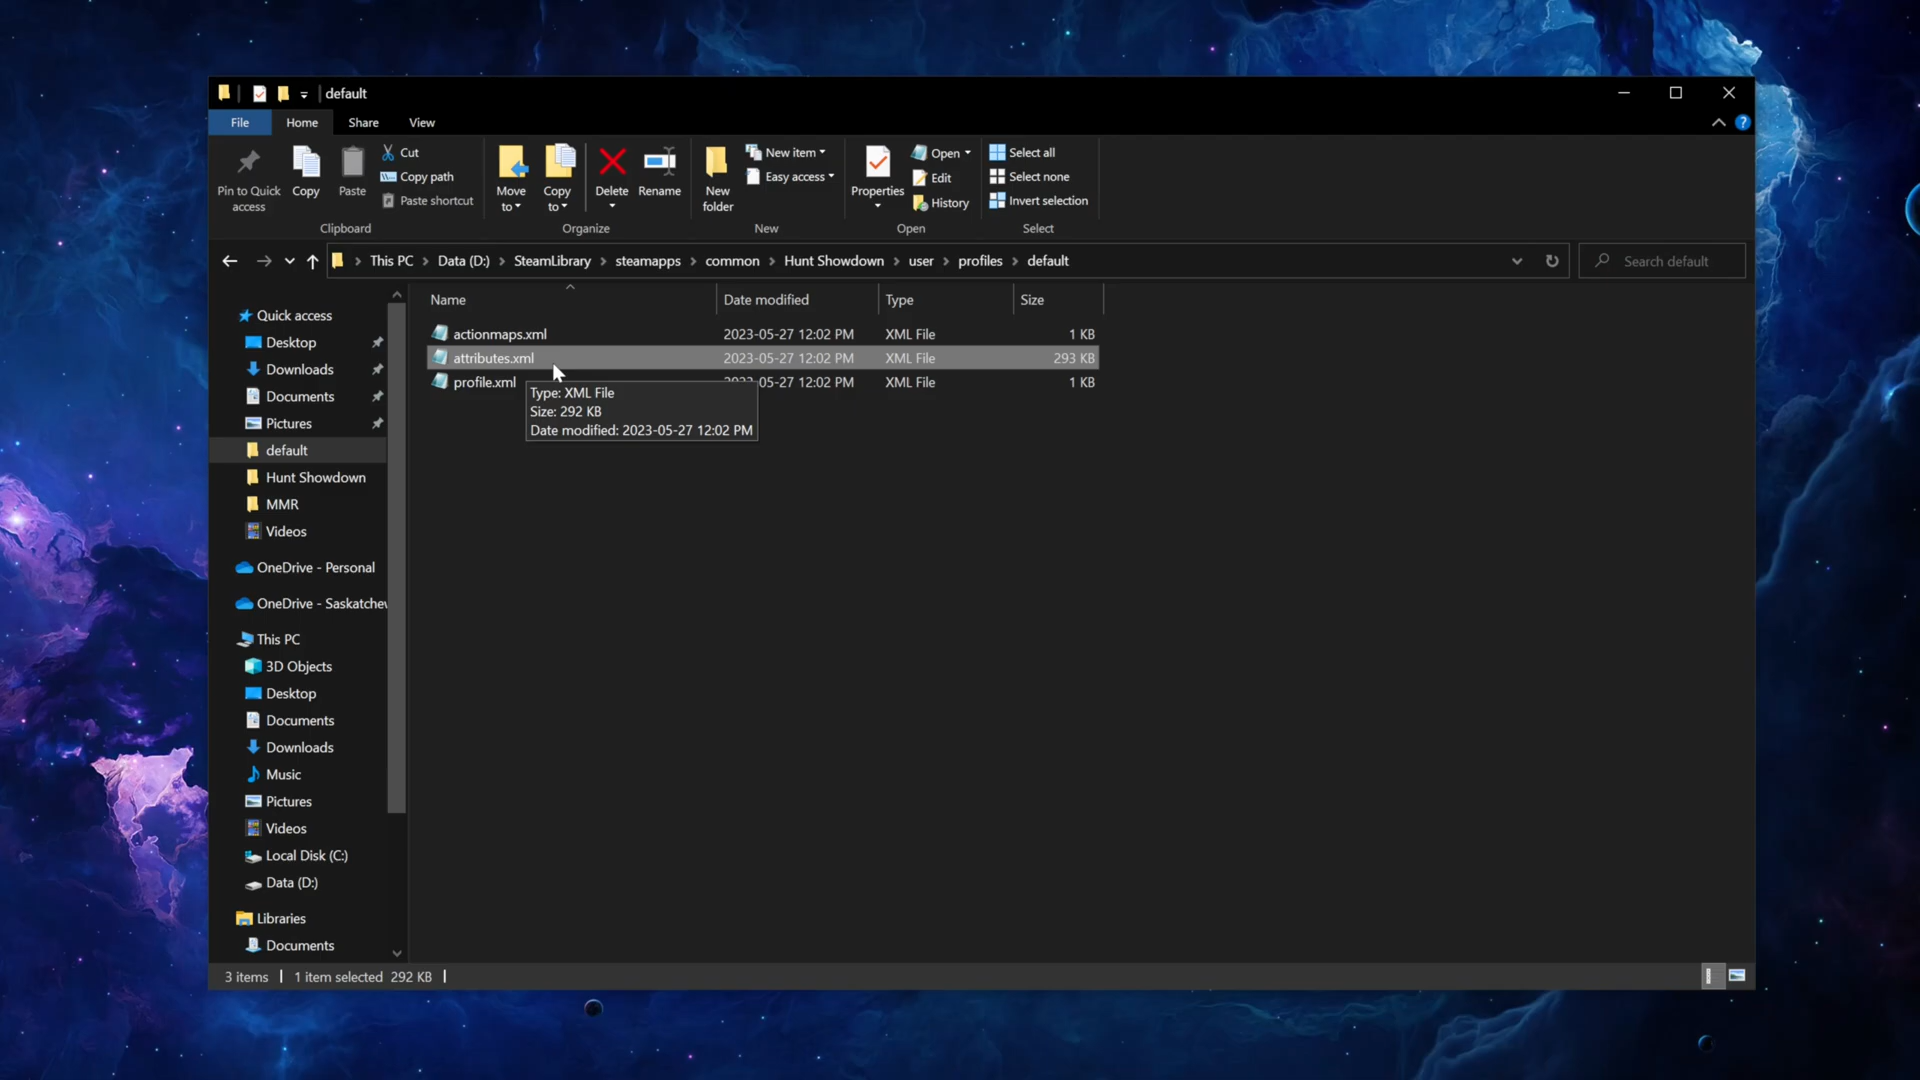 default
File Home Share View
Pin to Quick access
Copy
Paste
Cut
Copy path
Paste shortcut
Clipboard
Move to
Copy to
Delete
Rename
Organize
New folder
New item
Easy access
New
Properties
Open
Edit
History
Open
Select all
Select none
Invert selection
Select
This PC > Data (D:) > SteamLibrary > steamapps > common > Hunt Showdown > user > profiles > default
Search default
Name Date modified Type Size
actionmaps.xml 2023-05-27 12:02 PM XML File 1 KB
attributes.xml 2023-05-27 12:02 PM XML File 293 KB
profile.xml 2023-05-27 12:02 PM XML File 1 KB
Type: XML File
Size: 292 KB
Date modified: 2023-05-27 12:02 PM
Quick access
Desktop
Downloads
Documents
Pictures
default
Hunt Showdown
MMR
Videos
OneDrive - Personal
OneDrive - Saskatchew
This PC
3D Objects
Desktop
Documents
Downloads
Music
Pictures
Videos
Local Disk (C:)
Data (D:)
Libraries
Documents
3 items 1 item selected 292 KB